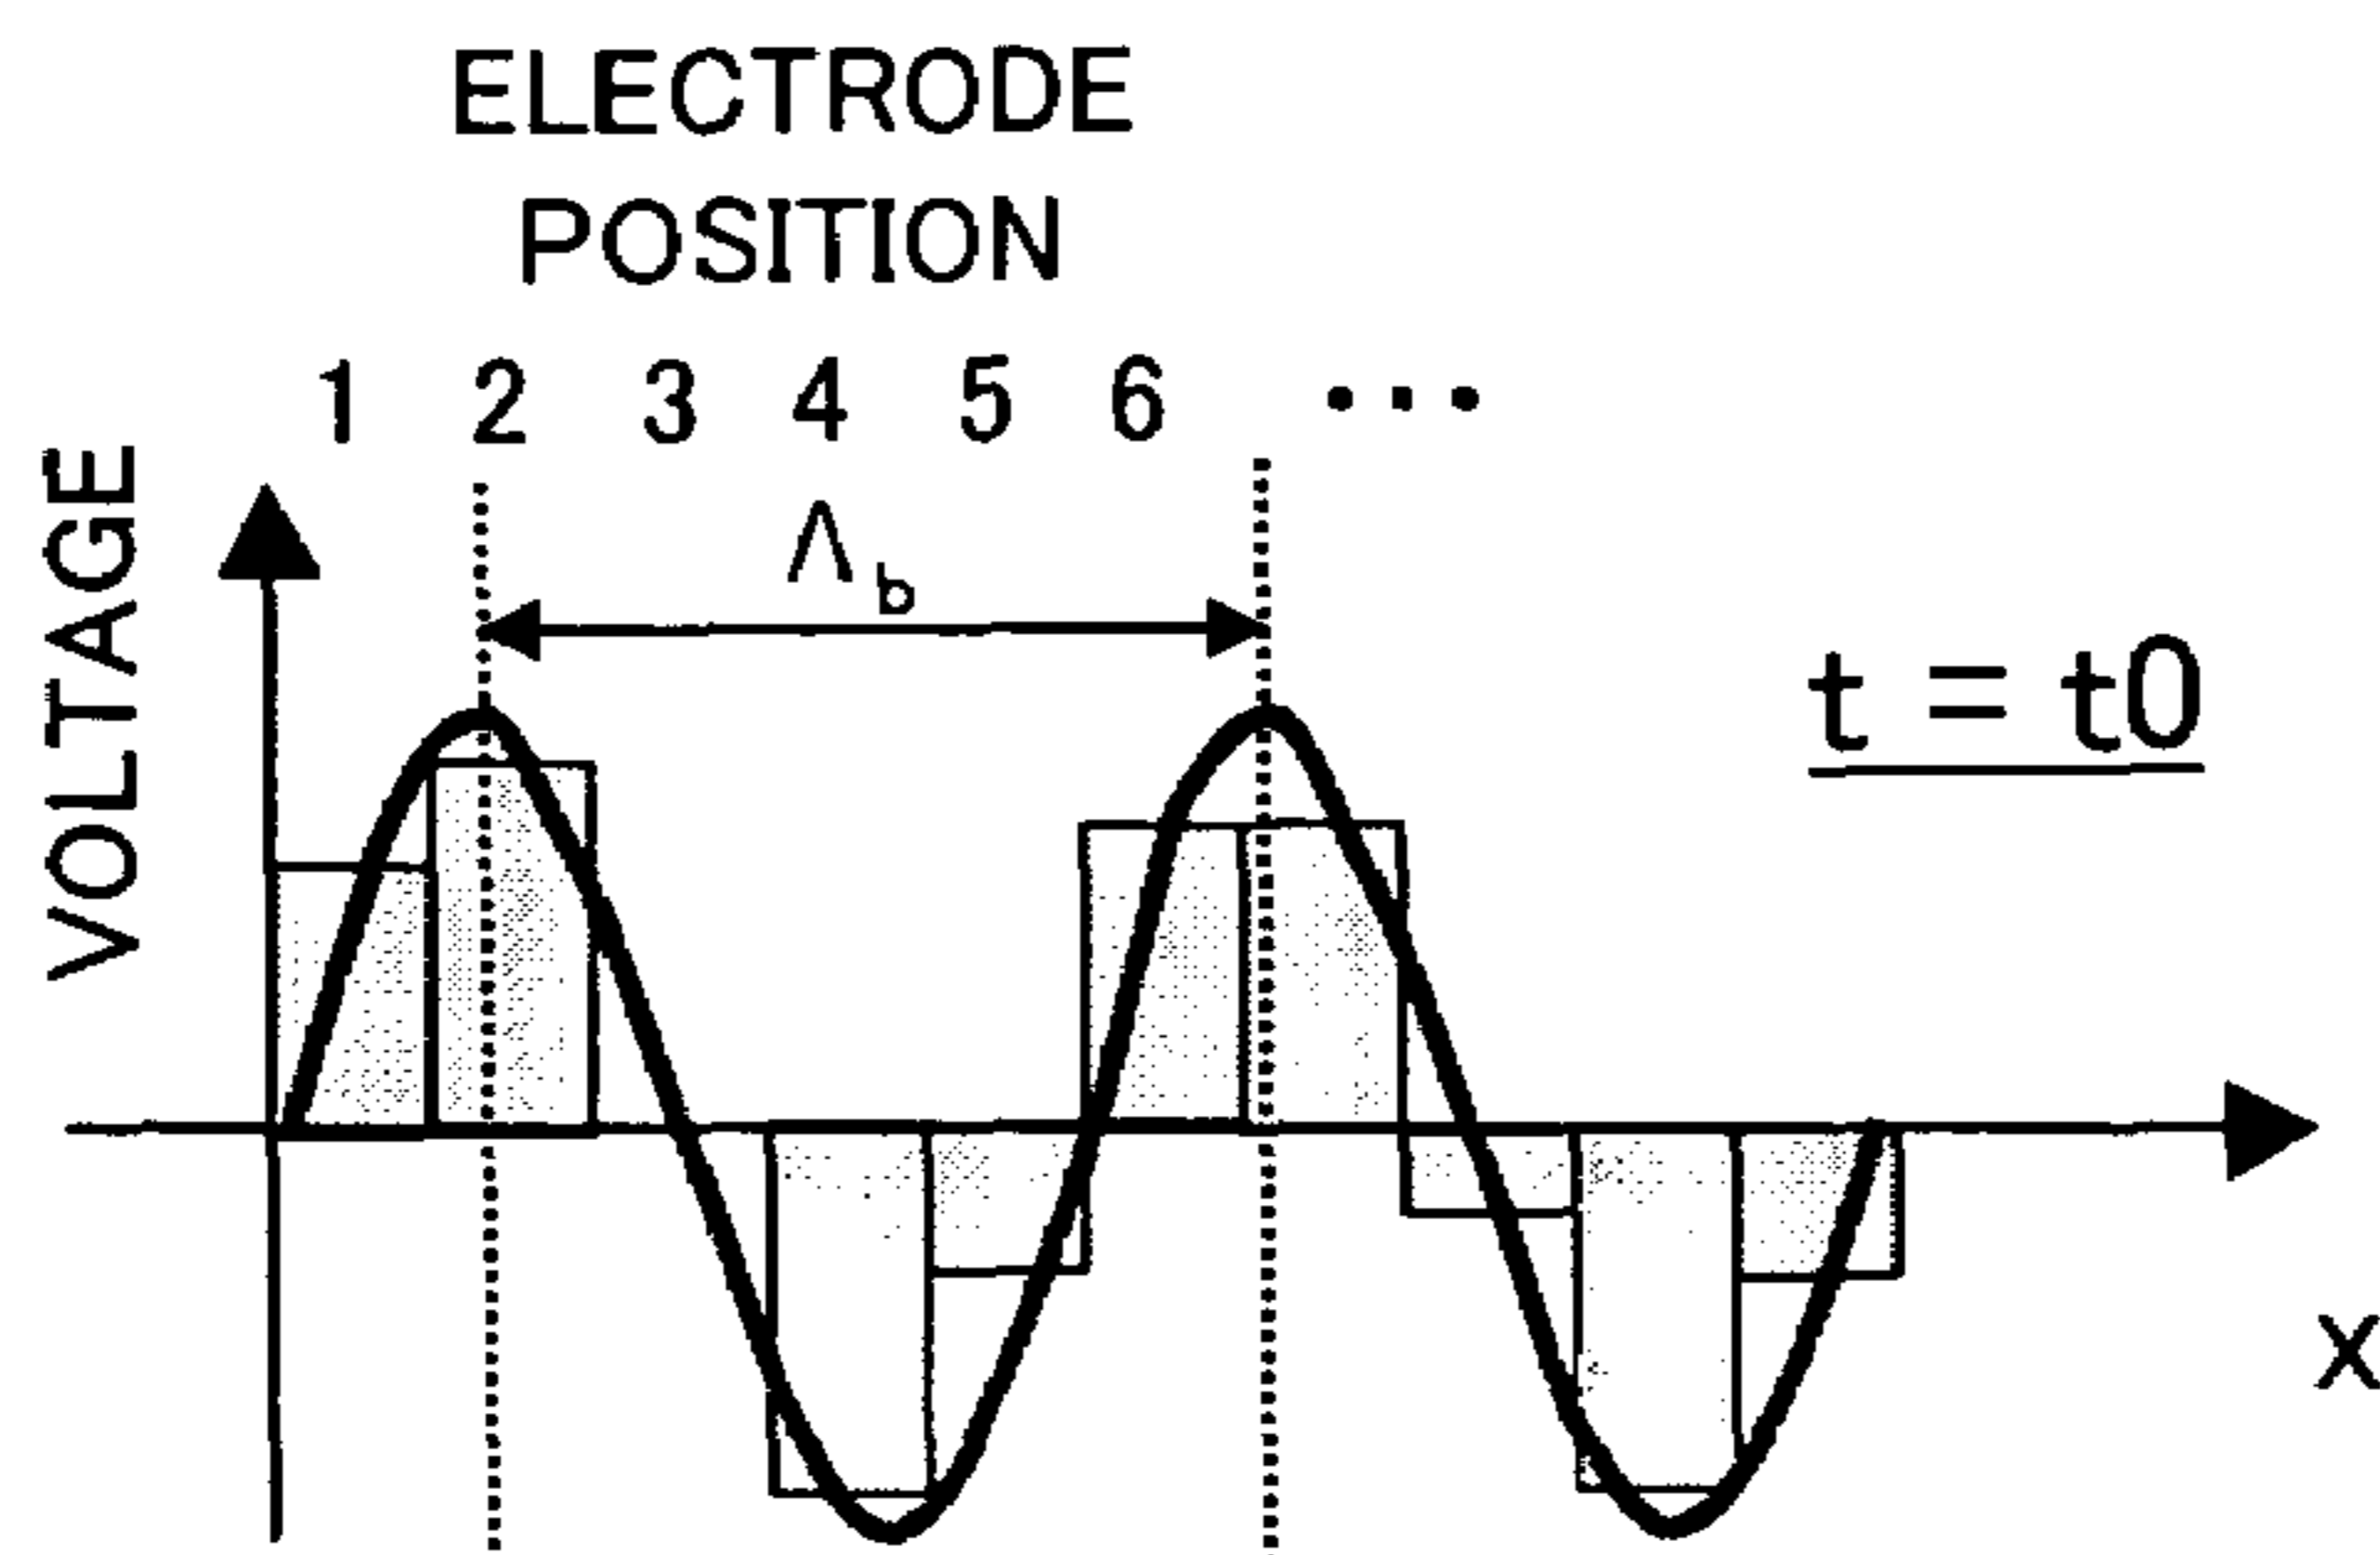 ELECTRODE
POSITION
1 2 3 4 5 6 • • •
VOLTAGE
Λb
t = t0
X